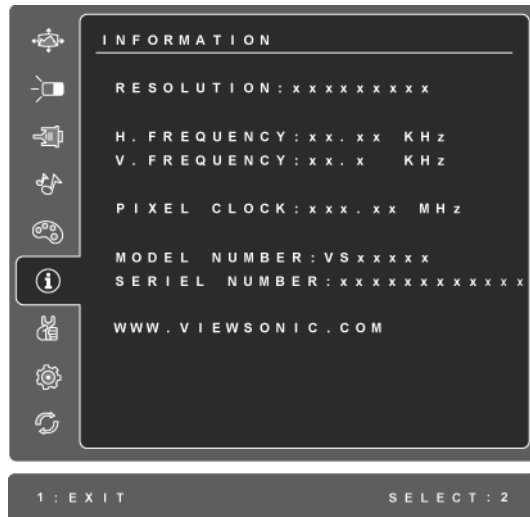 INFORMATION
RESOLUTION:xxxxxxxxx
H.FREQUENCY:xx.xx KHz
V.FREQUENCY:xx.x KHz
PIXEL CLOCK:xxx.xx MHz
MODEL NUMBER:VSxxxxx
SERIEL NUMBER:xxxxxxxxxxxx
WWW.VIEWSONIC.COM
1:EXIT SELECT:2